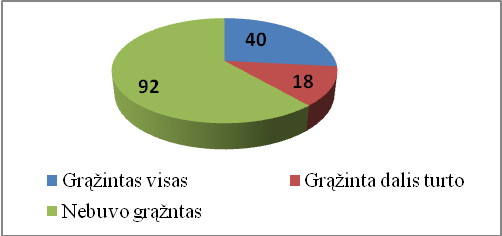 40
18
92
Grąžintas visas
Grąžinta dalis turto
Nebuvo grąžntas